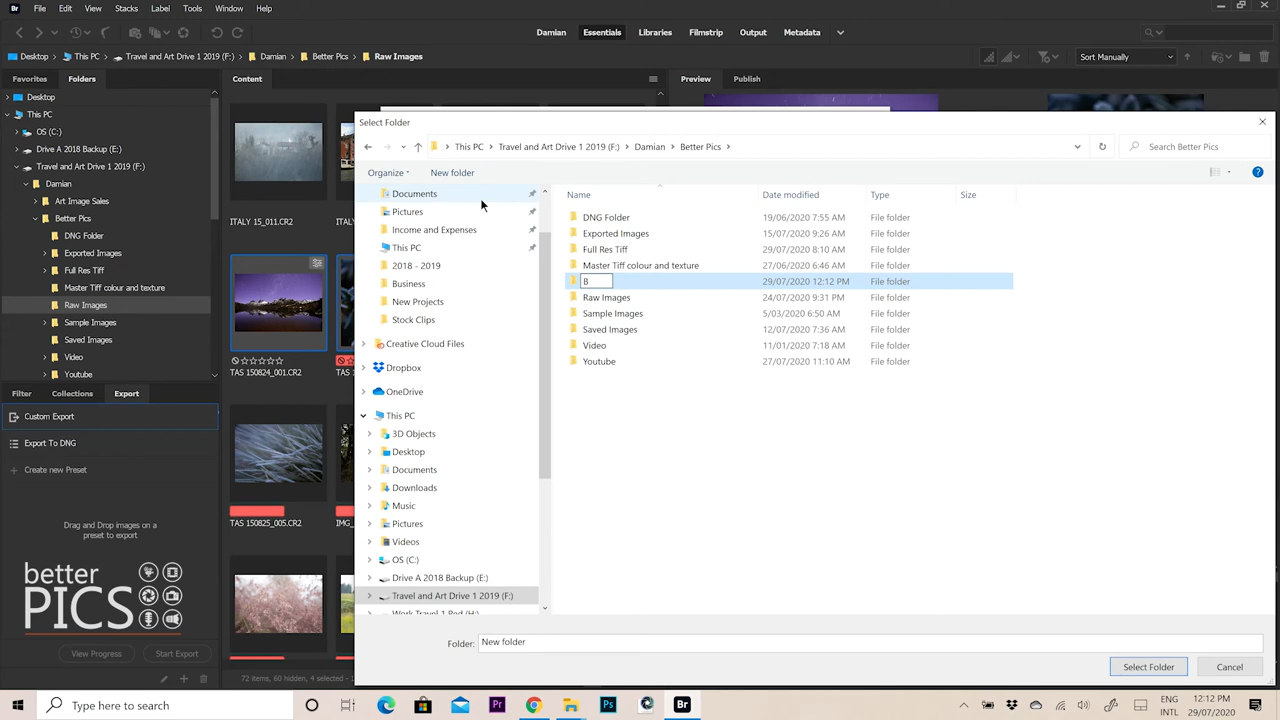 Br File Edit View Stacks Label Tools Window Help
Damian Essentials Libraries Filmstrip Output Metadata
Desktop This PC Travel and Art Drive 1 2019 (F:) Damian Better Pics Raw Images Sort Manually
Favorites Folders Content Preview Publish
Desktop
This PC
OS (C:)
Drive A 2018 Backup (E:)
Travel and Art Drive 1 2019 (F:)
Damian
Art Image Sales
Better Pics
DNG Folder
Exported Images
Full Res Tiff
Master Tiff colour and texture
Raw Images
Sample Images
Saved Images
Video
Youtube
Filter Collections Export
Custom Export
Export To DNG
Create new Preset
Drag and Drop images on a
preset to export
better
PICS
View Progress Start Export
ITALY 15_011.CR2
TAS 150824_001.CR2
TAS 150825_005.CR2
72 items, 60 hidden, 4 selected -
Select Folder
This PC Travel and Art Drive 1 2019 (F:) Damian Better Pics Search Better Pics
Organize New folder
Documents
Pictures
Income and Expenses
This PC
2018 - 2019
Business
New Projects
Stock Clips
Creative Cloud Files
Dropbox
OneDrive
This PC
3D Objects
Desktop
Documents
Downloads
Music
Pictures
Videos
OS (C:)
Drive A 2018 Backup (E:)
Travel and Art Drive 1 2019 (F:)
Work Travel 1 Red (H:)
Name Date modified Type Size
DNG Folder 19/06/2020 7:55 AM File folder
Exported Images 15/07/2020 9:26 AM File folder
Full Res Tiff 29/07/2020 8:10 AM File folder
Master Tiff colour and texture 27/06/2020 6:46 AM File folder
B 29/07/2020 12:12 PM File folder
Raw Images 24/07/2020 9:31 PM File folder
Sample Images 5/03/2020 6:50 AM File folder
Saved Images 12/07/2020 7:36 AM File folder
Video 11/01/2020 7:18 AM File folder
Youtube 27/07/2020 11:10 AM File folder
Folder: New folder
Select Folder Cancel
Type here to search
Pr Ps Br
ENG
INTL
12:12 PM
29/07/2020